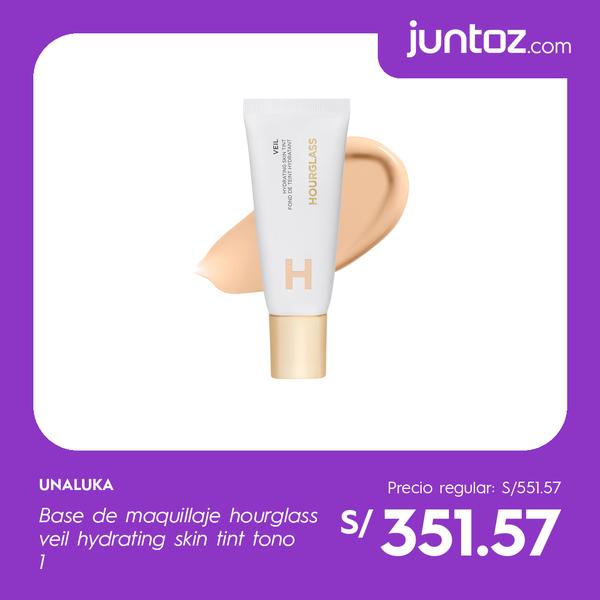 juntoz.com
VEIL
HYDRATING SKIN TINT
FOND DE TEINT HYDRATANT
HOURGLASS
H
UNALUKA
Base de maquillaje hourglass
veil hydrating skin tint tono
1
Precio regular: S/551.57
S/ 351.57